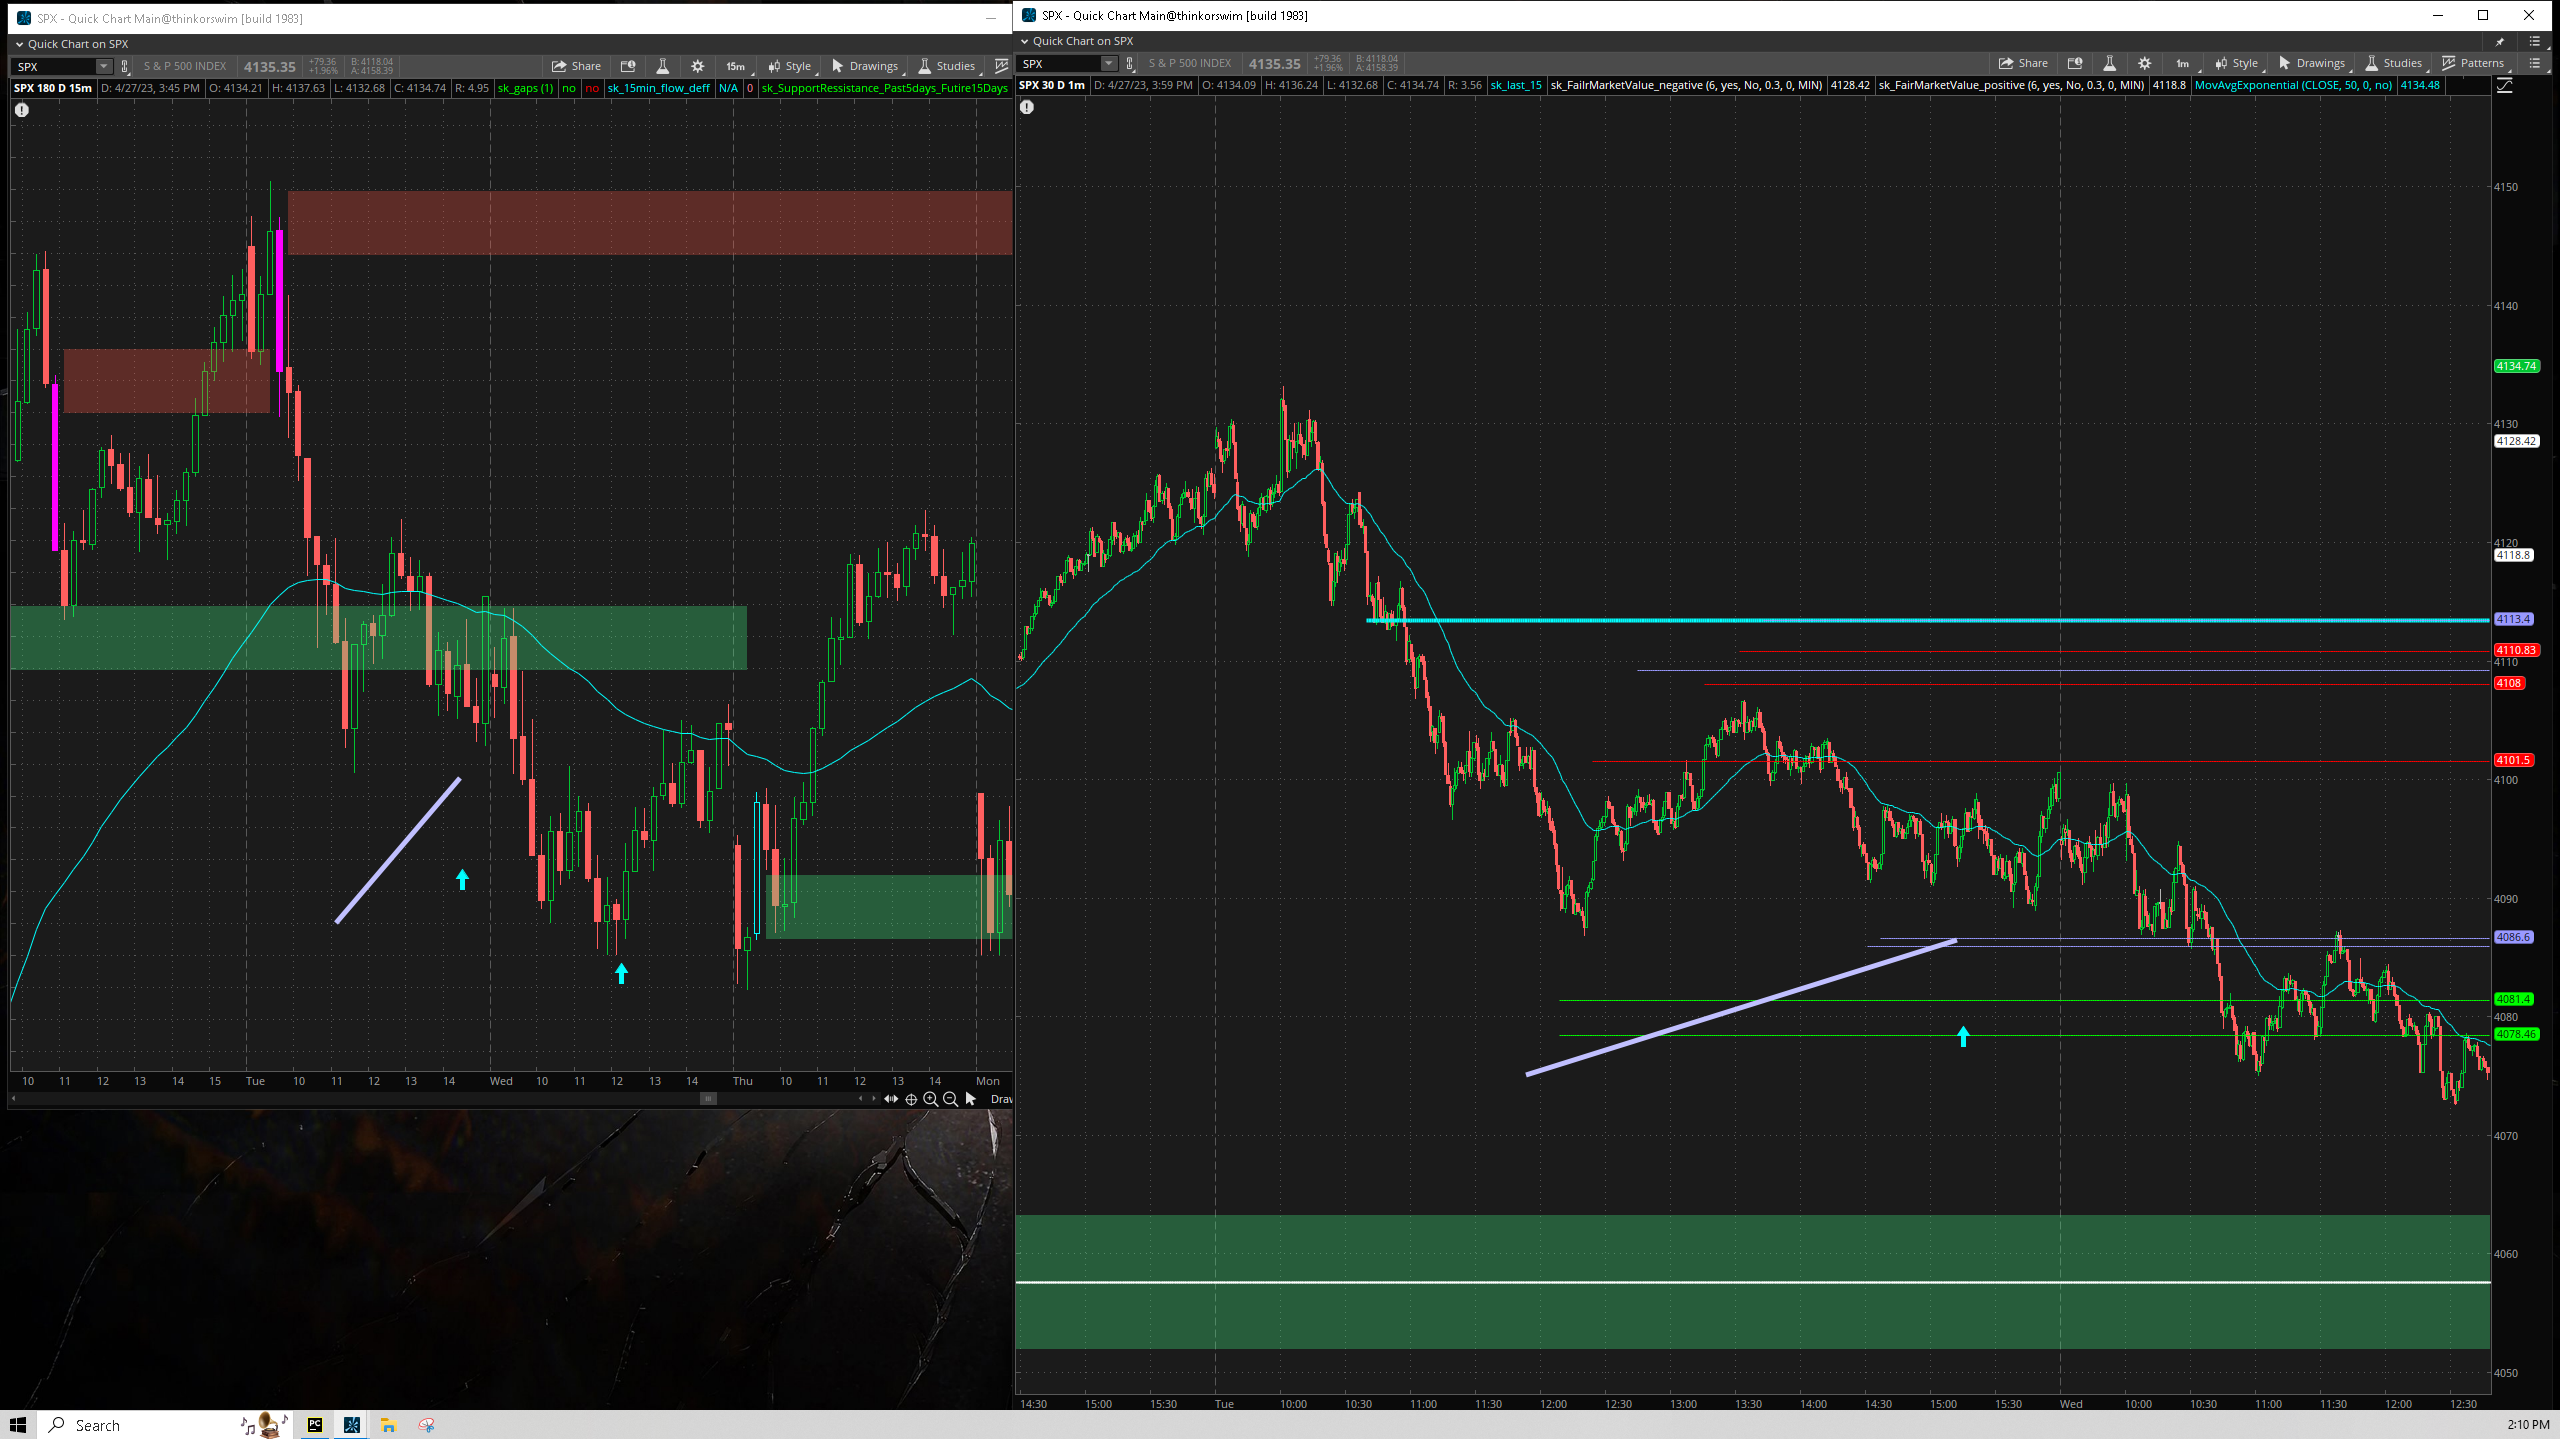 SPX - Quick Chart Main@thinkorswim [build 1983]
Quick Chart on SPX
SPX S & P 500 INDEX 4135.35 +79.36 +1.96% B: 4118.04 A: 4158.39 Share 15m Style Drawings Studies
SPX 180 D 15m D: 4/27/23, 3:45 PM O: 4134.21 H: 4137.63 L: 4132.68 C: 4134.74 R: 4.95 sk_gaps (1) no no sk_15min_flow_deff N/A 0 sk_SupportRessistance_Past5days_Futire15Days
10 11 12 13 14 15 Tue 10 11 12 13 14 Wed 10 11 12 13 14 Thu 10 11 12 13 14 Mon
Drav
SPX - Quick Chart Main@thinkorswim [build 1983]
Quick Chart on SPX
SPX S & P 500 INDEX 4135.35 +79.36 +1.96% B: 4118.04 A: 4158.39 Share 1m Style Drawings Studies Patterns
SPX 30 D 1m D: 4/27/23, 3:59 PM O: 4134.09 H: 4136.24 L: 4132.68 C: 4134.74 R: 3.56 sk_last_15 sk_FailrMarketValue_negative (6, yes, No, 0.3, 0, MIN) 4128.42 sk_FairMarketValue_positive (6, yes, No, 0.3, 0, MIN) 4118.8 MovAvgExponential (CLOSE, 50, 0, no) 4134.48
4150
4140
4134.74
4130
4128.42
4120
4118.8
4113.4
4110.83
4110
4108
4101.5
4100
4090
4086.6
4081.4
4080
4078.46
4070
4060
4050
14:30 15:00 15:30 Tue 10:00 10:30 11:00 11:30 12:00 12:30 13:00 13:30 14:00 14:30 15:00 15:30 Wed 10:00 10:30 11:00 11:30 12:00 12:30
Search PC 2:10 PM